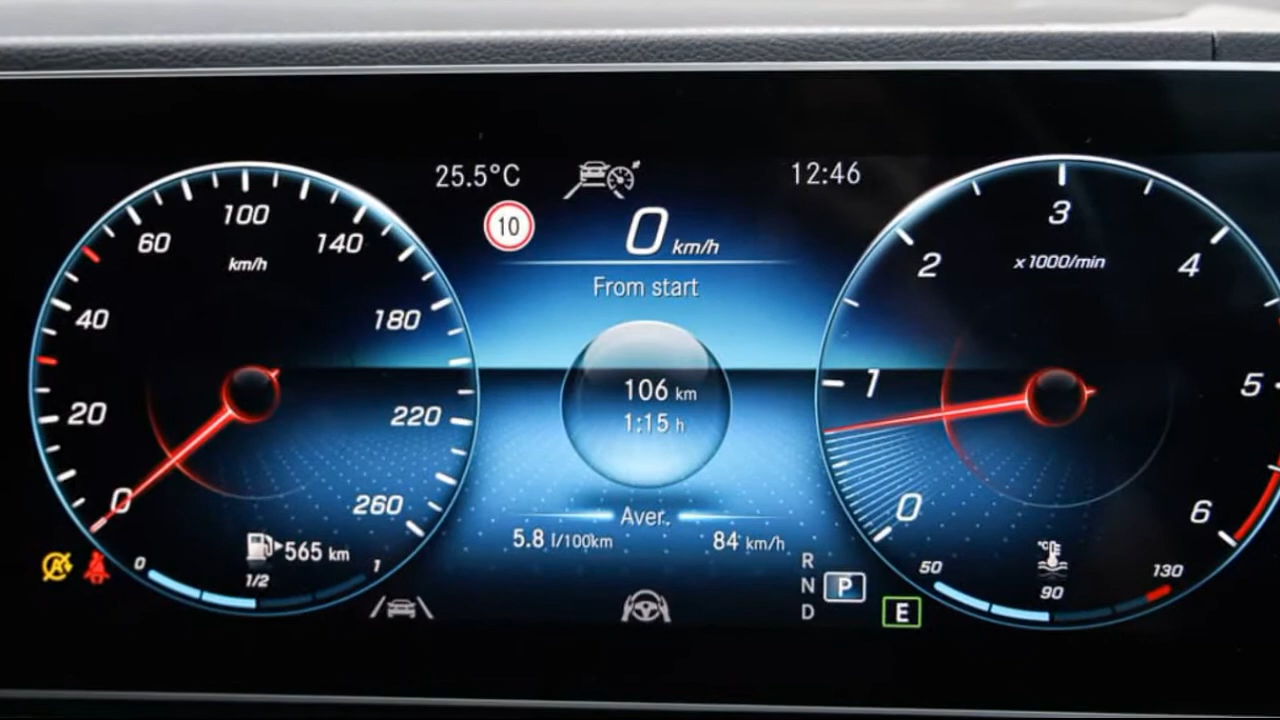 25.5°C
12:46
10
0 km/h
From start
106 km
1:15 h
Aver.
5.8 l/100km
84 km/h
0
20
40
60
100
140
180
220
260
km/h
565 km
0
1/2
1
A
R
N
D
P
E
0
1
2
3
4
5
6
x1000/min
°C
50
90
130